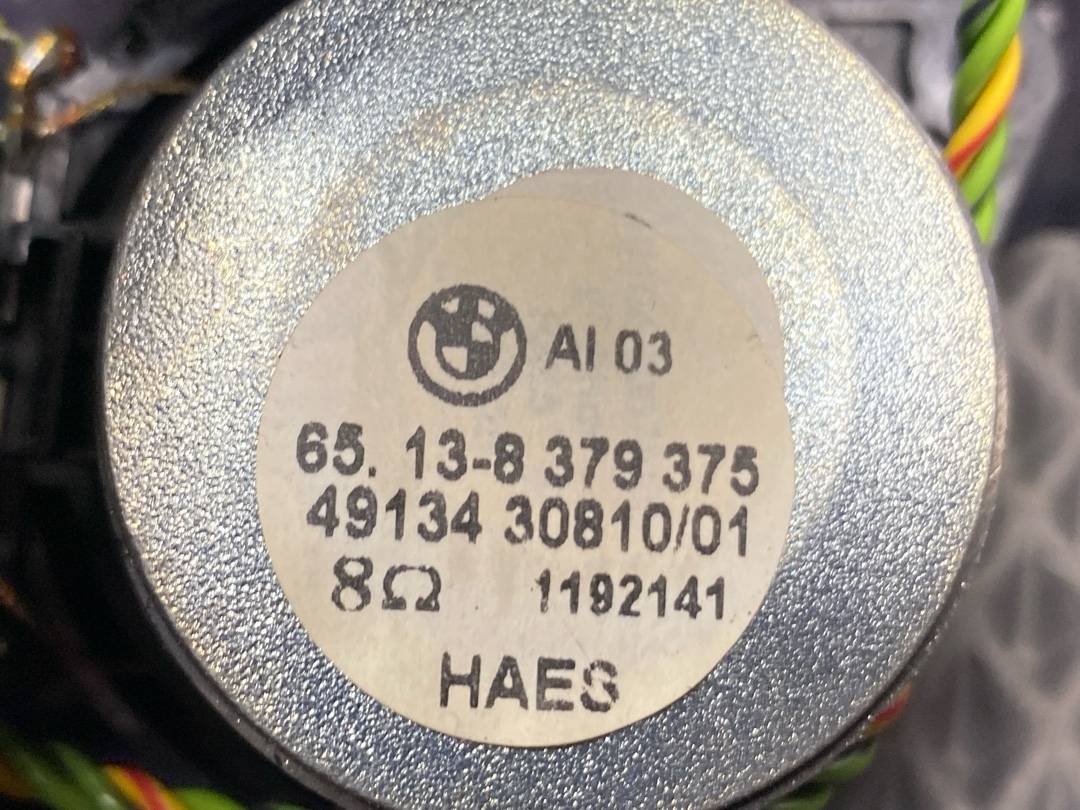 AI 03
65. 13-8 379 375
49134 30810/01
8Ω 1192141
HAES